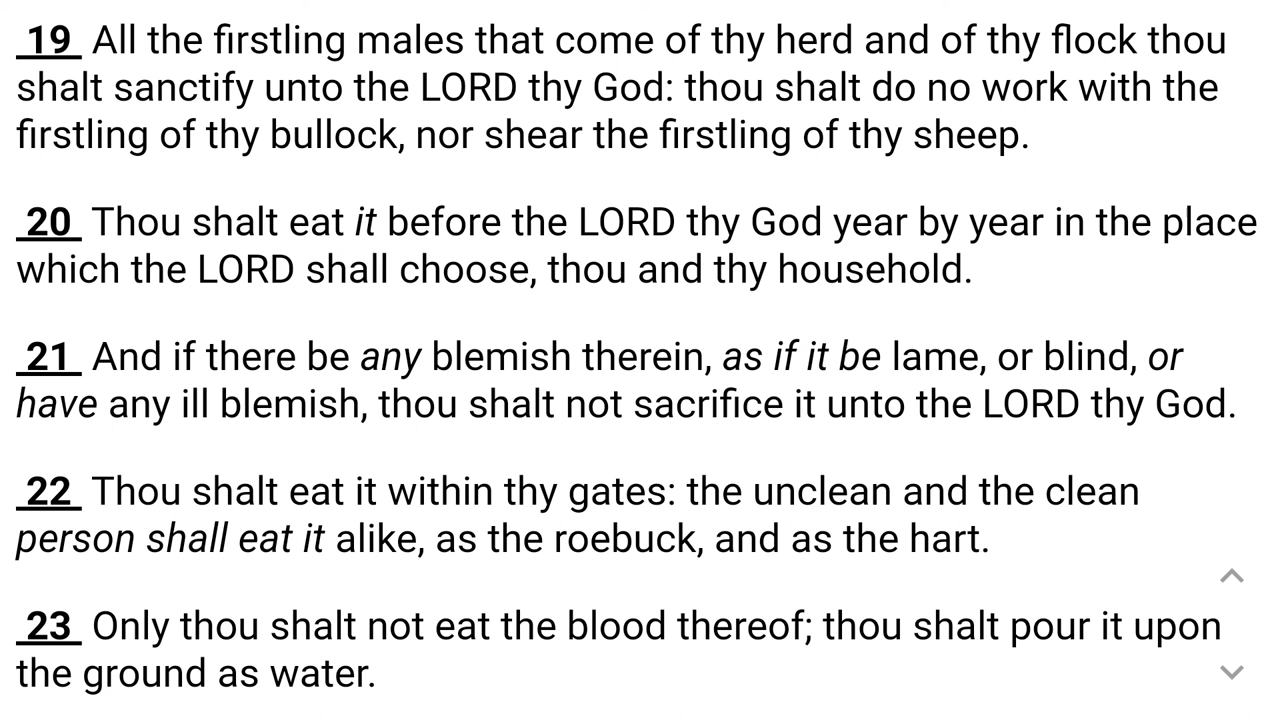 19 All the firstling males that come of thy herd and of thy flock thou
shalt sanctify unto the LORD thy God: thou shalt do no work with the
firstling of thy bullock, nor shear the firstling of thy sheep.
20 Thou shalt eat it before the LORD thy God year by year in the place
which the LORD shall choose, thou and thy household.
21 And if there be any blemish therein, as if it be lame, or blind, or
have any ill blemish, thou shalt not sacrifice it unto the LORD thy God.
22 Thou shalt eat it within thy gates: the unclean and the clean
person shall eat it alike, as the roebuck, and as the hart.
23 Only thou shalt not eat the blood thereof; thou shalt pour it upon
the ground as water.